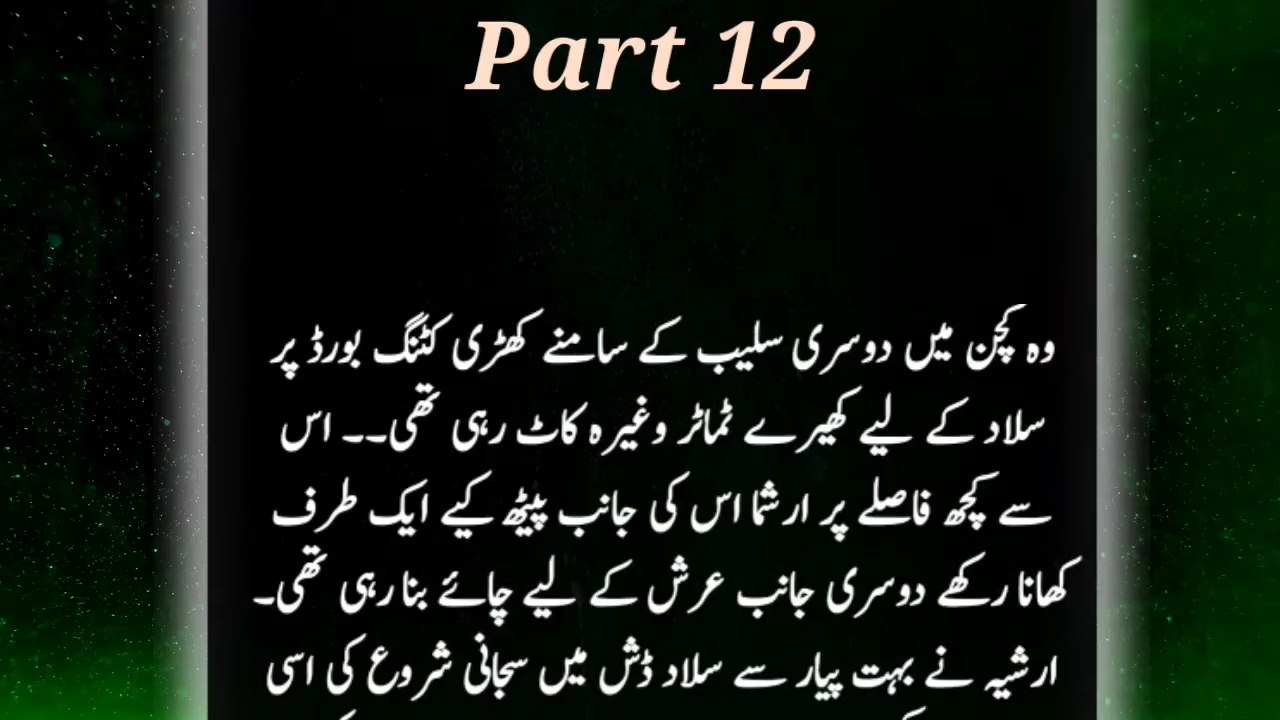 Part 12
وہ کچن میں دوسری سلیب کے سامنے کھڑی کٹنگ بورڈ پر
سلاد کے لیے کھیرے ٹماٹر وغیرہ کاٹ رہی تھی۔۔ اس
سے کچھ فاصلے پر ارشما اس کی جانب پیٹھ کیے ایک طرف
کھانا رکھے دوسری جانب عرش کے لیے چائے بنا رہی تھی۔
ارشیہ نے بہت پیار سے سلاد ڈش میں سجانی شروع کی اسی